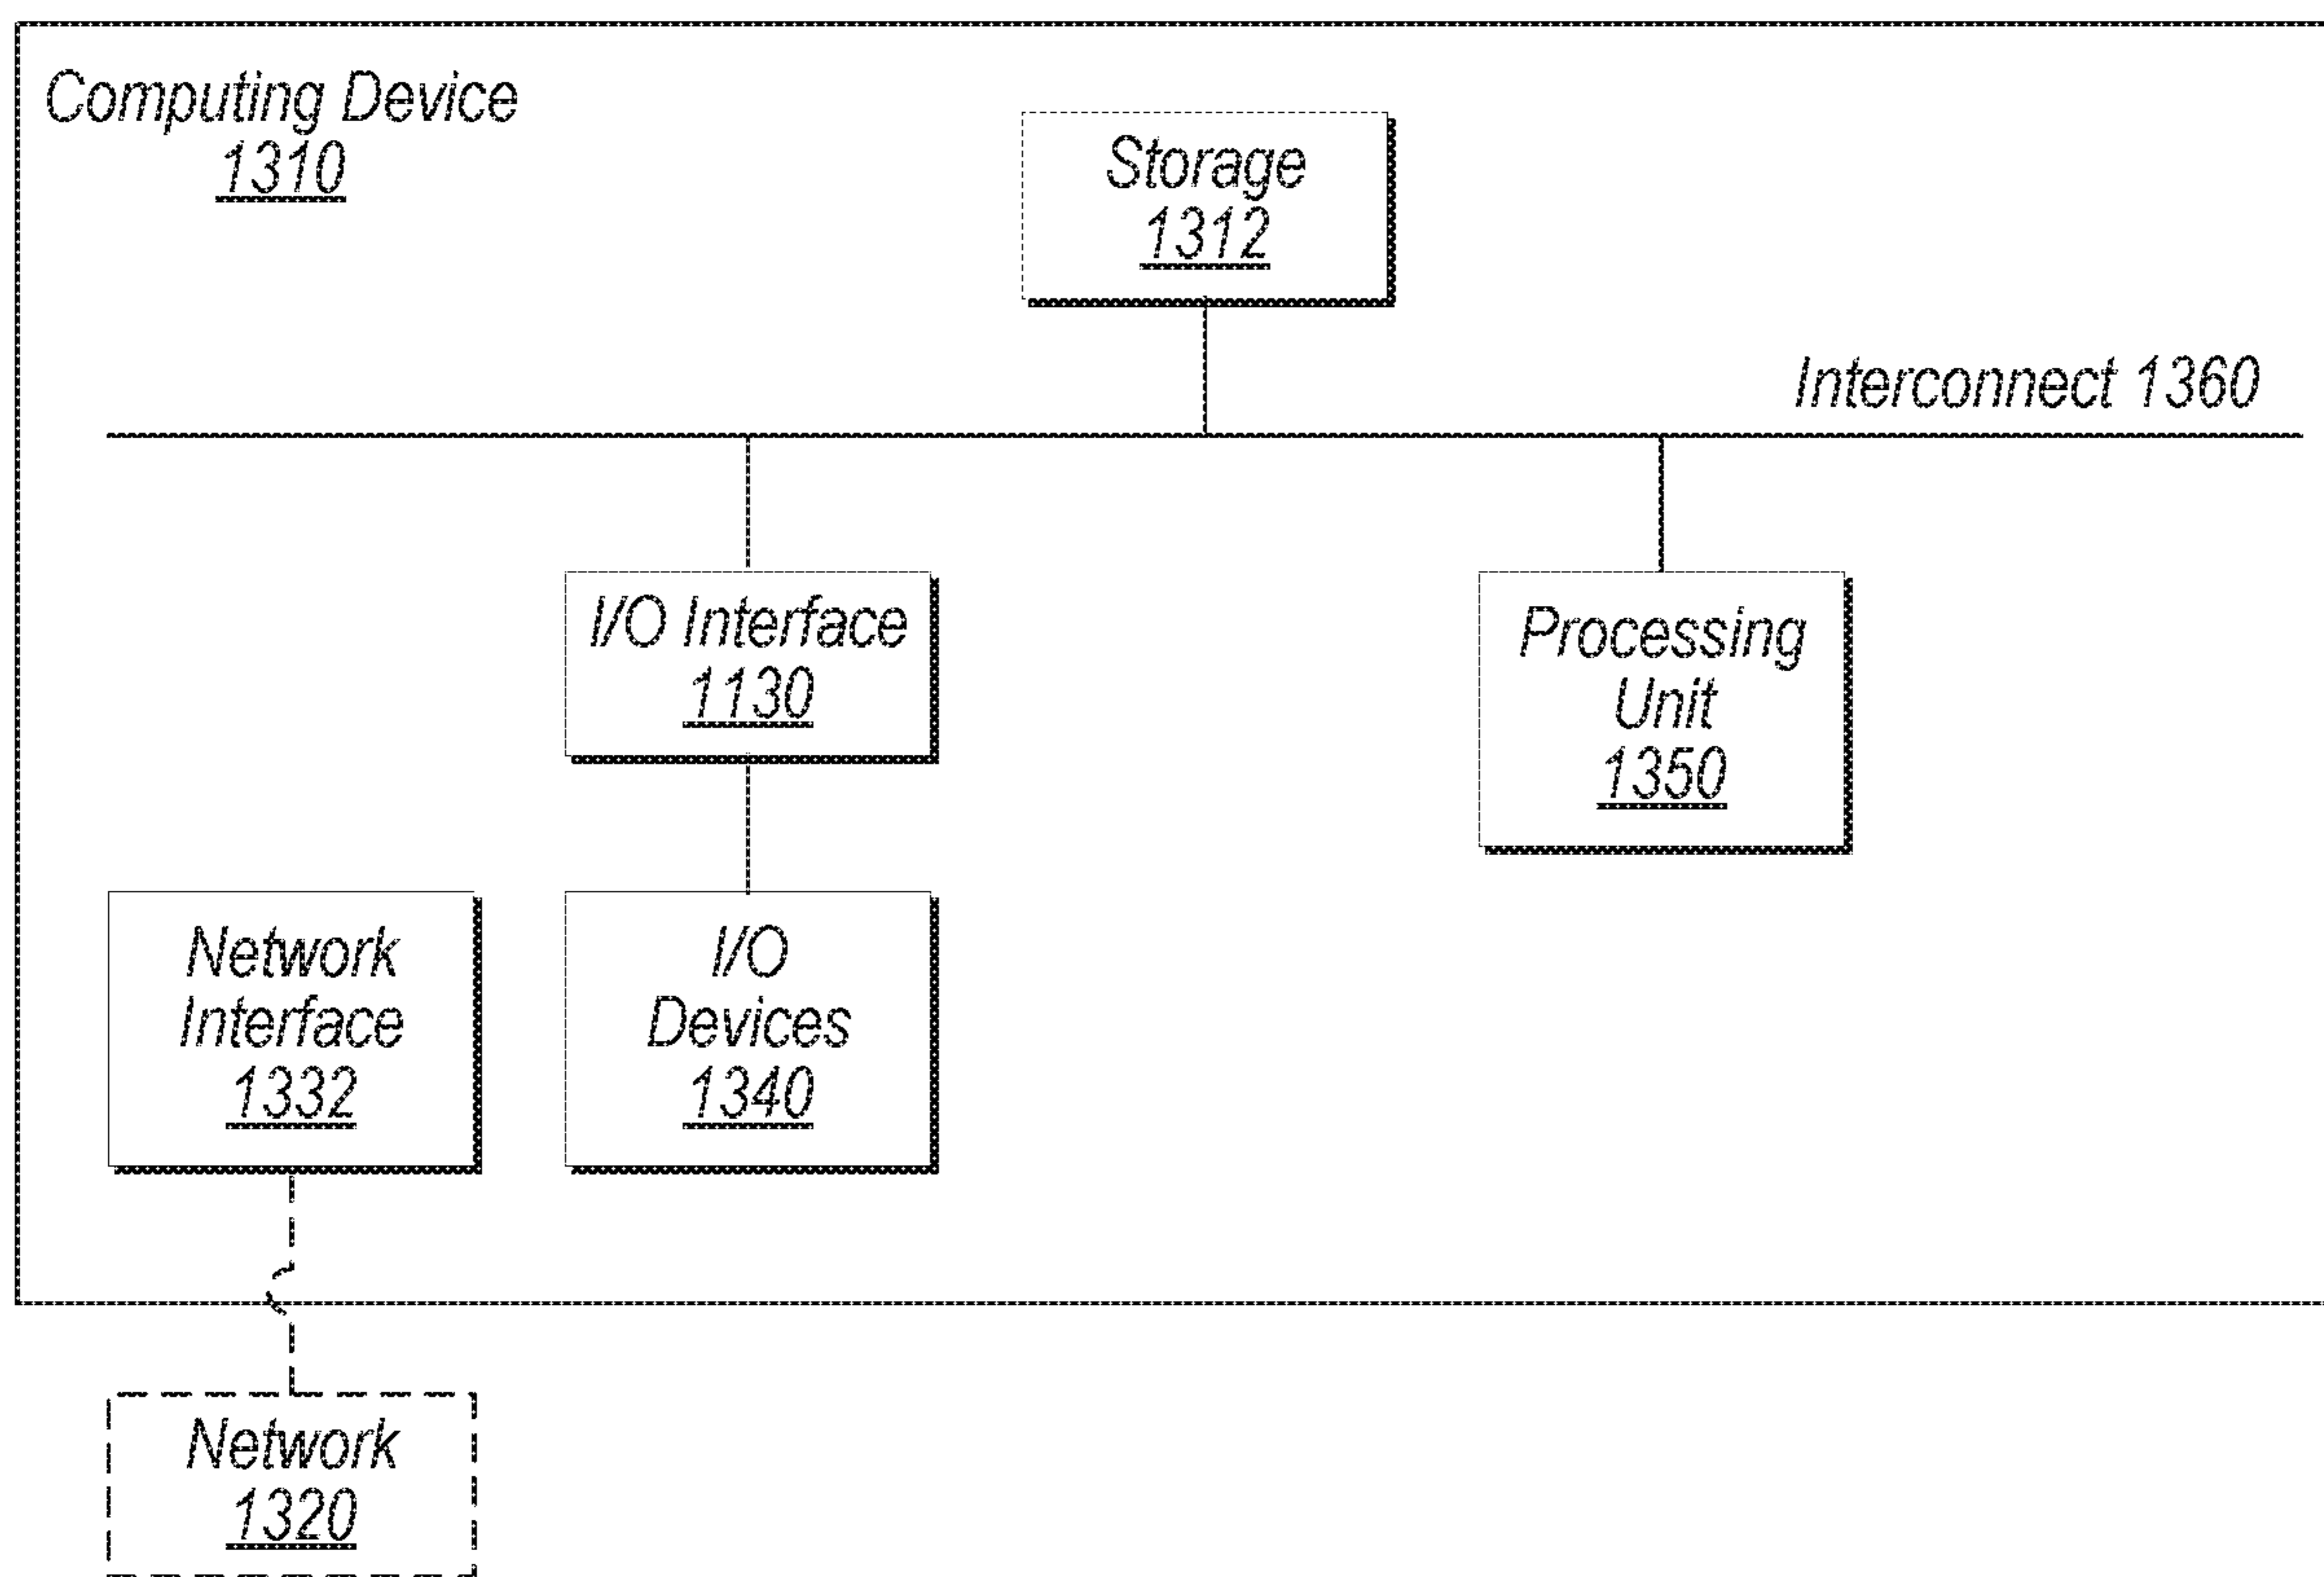 Computing Device
1310
Storage
1312
Interconnect 1360
I/O Interface
1130
Processing
Unit
1350
Network
Interface
1332
I/O
Devices
1340
Network
1320